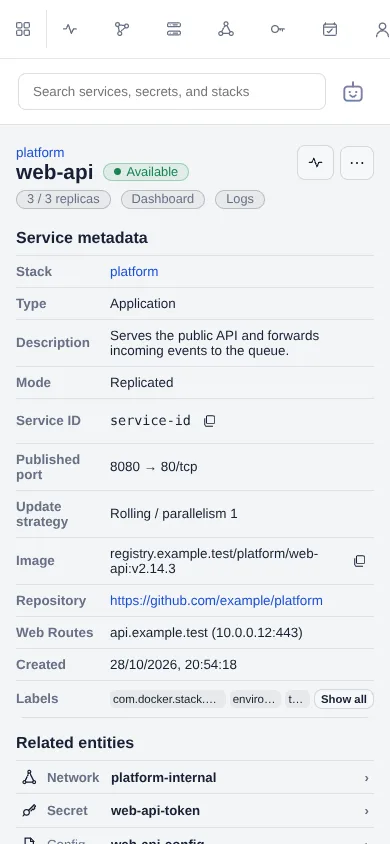 Search services, secrets, and stacks
platform
web-api Available
3 / 3 replicas Dashboard Logs
Service metadata
Stack platform
Type Application
Description Serves the public API and forwards
incoming events to the queue.
Mode Replicated
Service ID service-id
Published
port 8080 → 80/tcp
Update
strategy Rolling / parallelism 1
Image registry.example.test/platform/web-
api:v2.14.3
Repository https://github.com/example/platform
Web Routes api.example.test (10.0.0.12:443)
Created 28/10/2026, 20:54:18
Labels com.docker.stack.… enviro… t… Show all
Related entities
Network platform-internal ›
Secret web-api-token ›
Config web-api-config ›